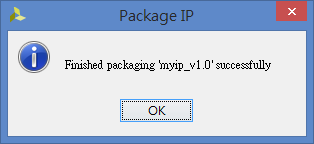 Package IP
Finished packaging 'myip_v1.0' successfully
OK